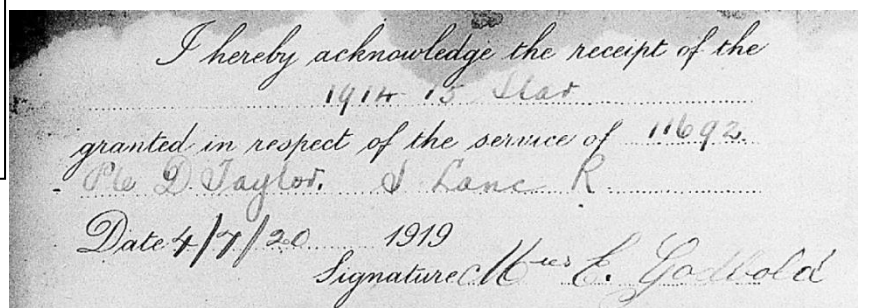 I hereby acknowledge the receipt of the
1914 15 Star
granted in respect of the service of 11692
Pte D Taylor. S Lanc R
Date 4/7/20 1919
Signature Mrs E. Godbold